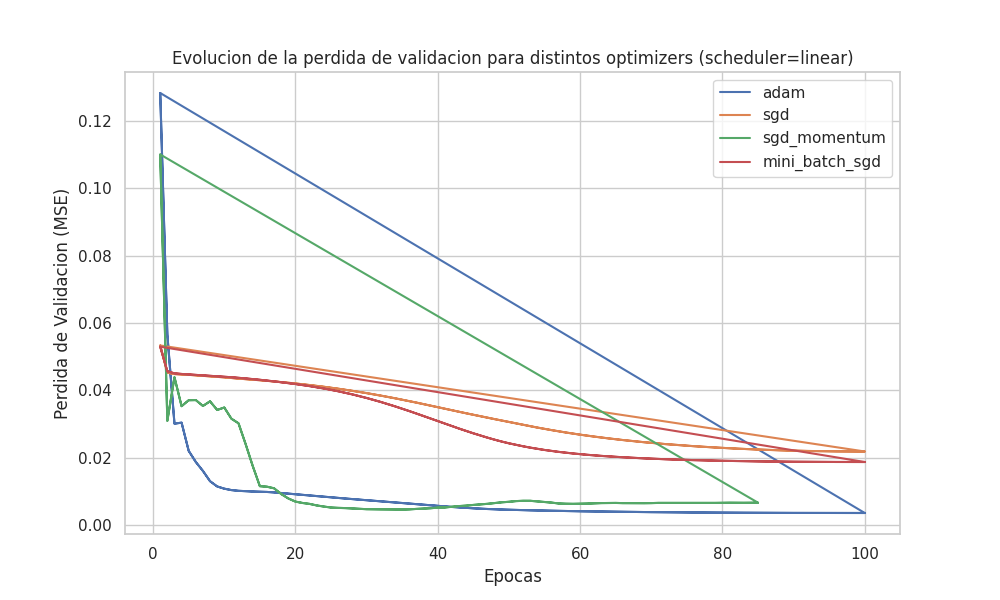 Evolucion de la perdida de validacion para distintos optimizers (scheduler=linear)
adam
sgd
sgd_momentum
mini_batch_sgd
Perdida de Validacion (MSE)
0.12
0.10
0.08
0.06
0.04
0.02
0.00
0
20
40
60
80
100
Epocas